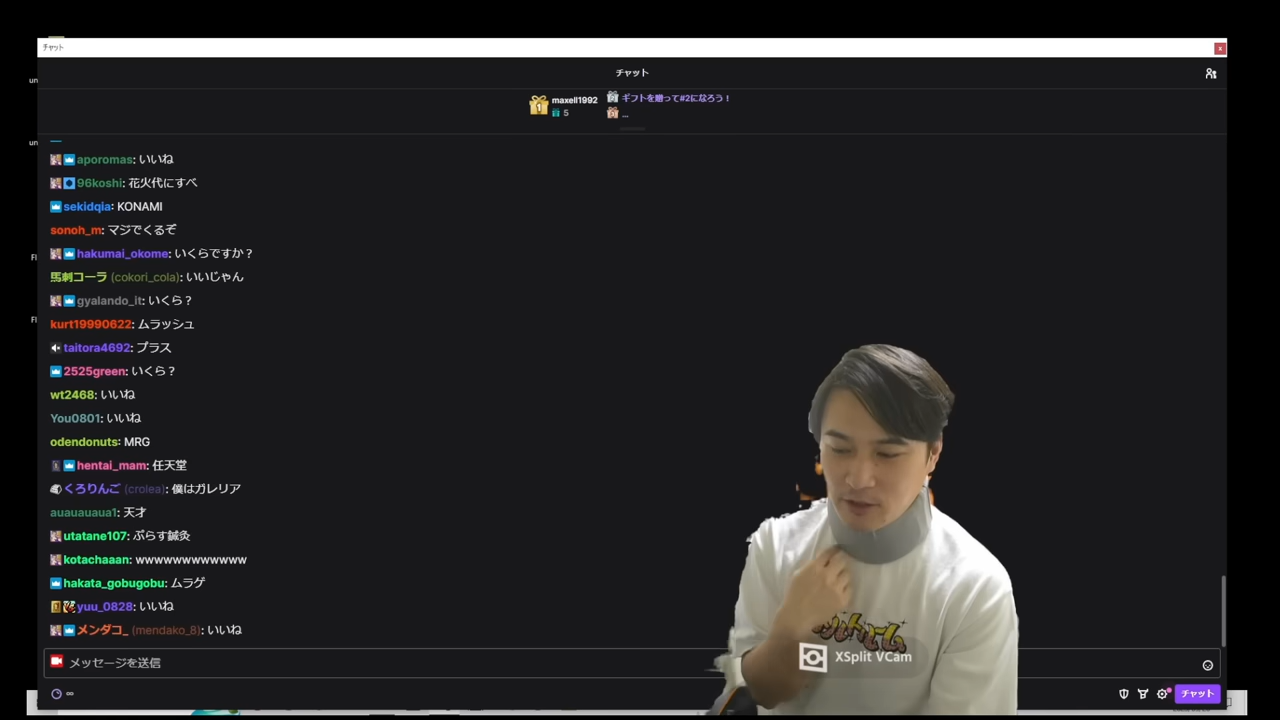 チャット
チャット
maxell1992
5
ギフトを贈って#2になろう！
...
aporomas: いいね
96koshi: 花火代にすべ
sekidqia: KONAMI
sonoh_m: マジでくるぞ
hakumai_okome: いくらですか？
馬刺コーラ (cokori_cola): いいじゃん
gyalando_it: いくら？
kurt19990622: ムラッシュ
taitora4692: プラス
2525green: いくら？
wt2468: いいね
You0801: いいね
odendonuts: MRG
hentai_mam: 任天堂
くろりんご (crolea): 僕はガレリア
auauauaua1: 天才
utatane107: ぷらす鍼灸
kotachaaan: wwwwwwwwwwww
hakata_gobugobu: ムラゲ
yuu_0828: いいね
メンダコ_ (mendako_8): いいね
XSplit VCam
メッセージを送信
∞
チャット